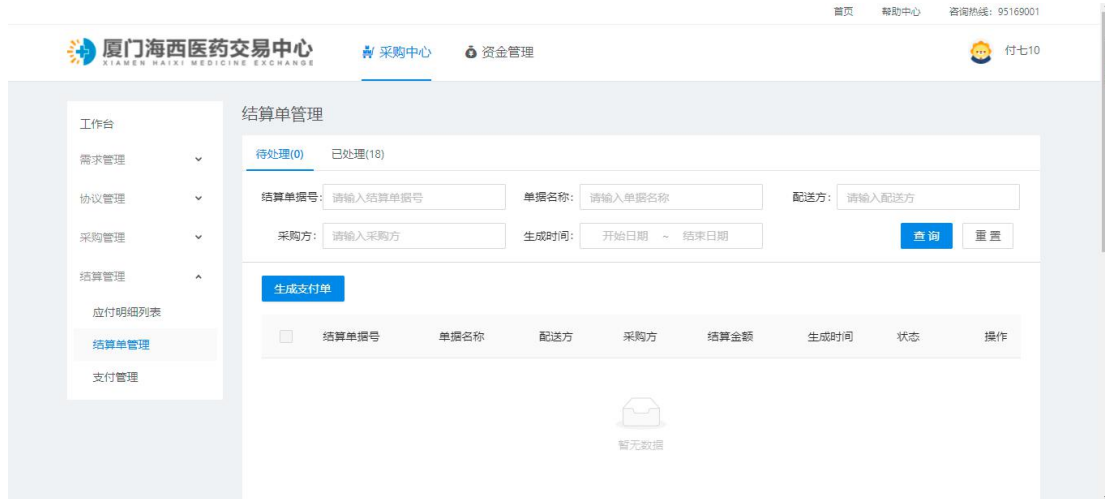 首页 帮助中心 咨询热线：95169001
厦门海西医药交易中心 采购中心 资金管理 付七10
XIAMEN HAIXI MEDICINE EXCHANGE
工作台
需求管理
协议管理
采购管理
结算管理
应付明细列表
结算单管理
支付管理
结算单管理
待处理(0) 已处理(18)
结算单据号: 请输入结算单据号 单据名称: 请输入单据名称 配送方: 请输入配送方
采购方: 请输入采购方 生成时间: 开始日期 ~ 结束日期 查询 重置
生成支付单
结算单据号 单据名称 配送方 采购方 结算金额 生成时间 状态 操作
暂无数据